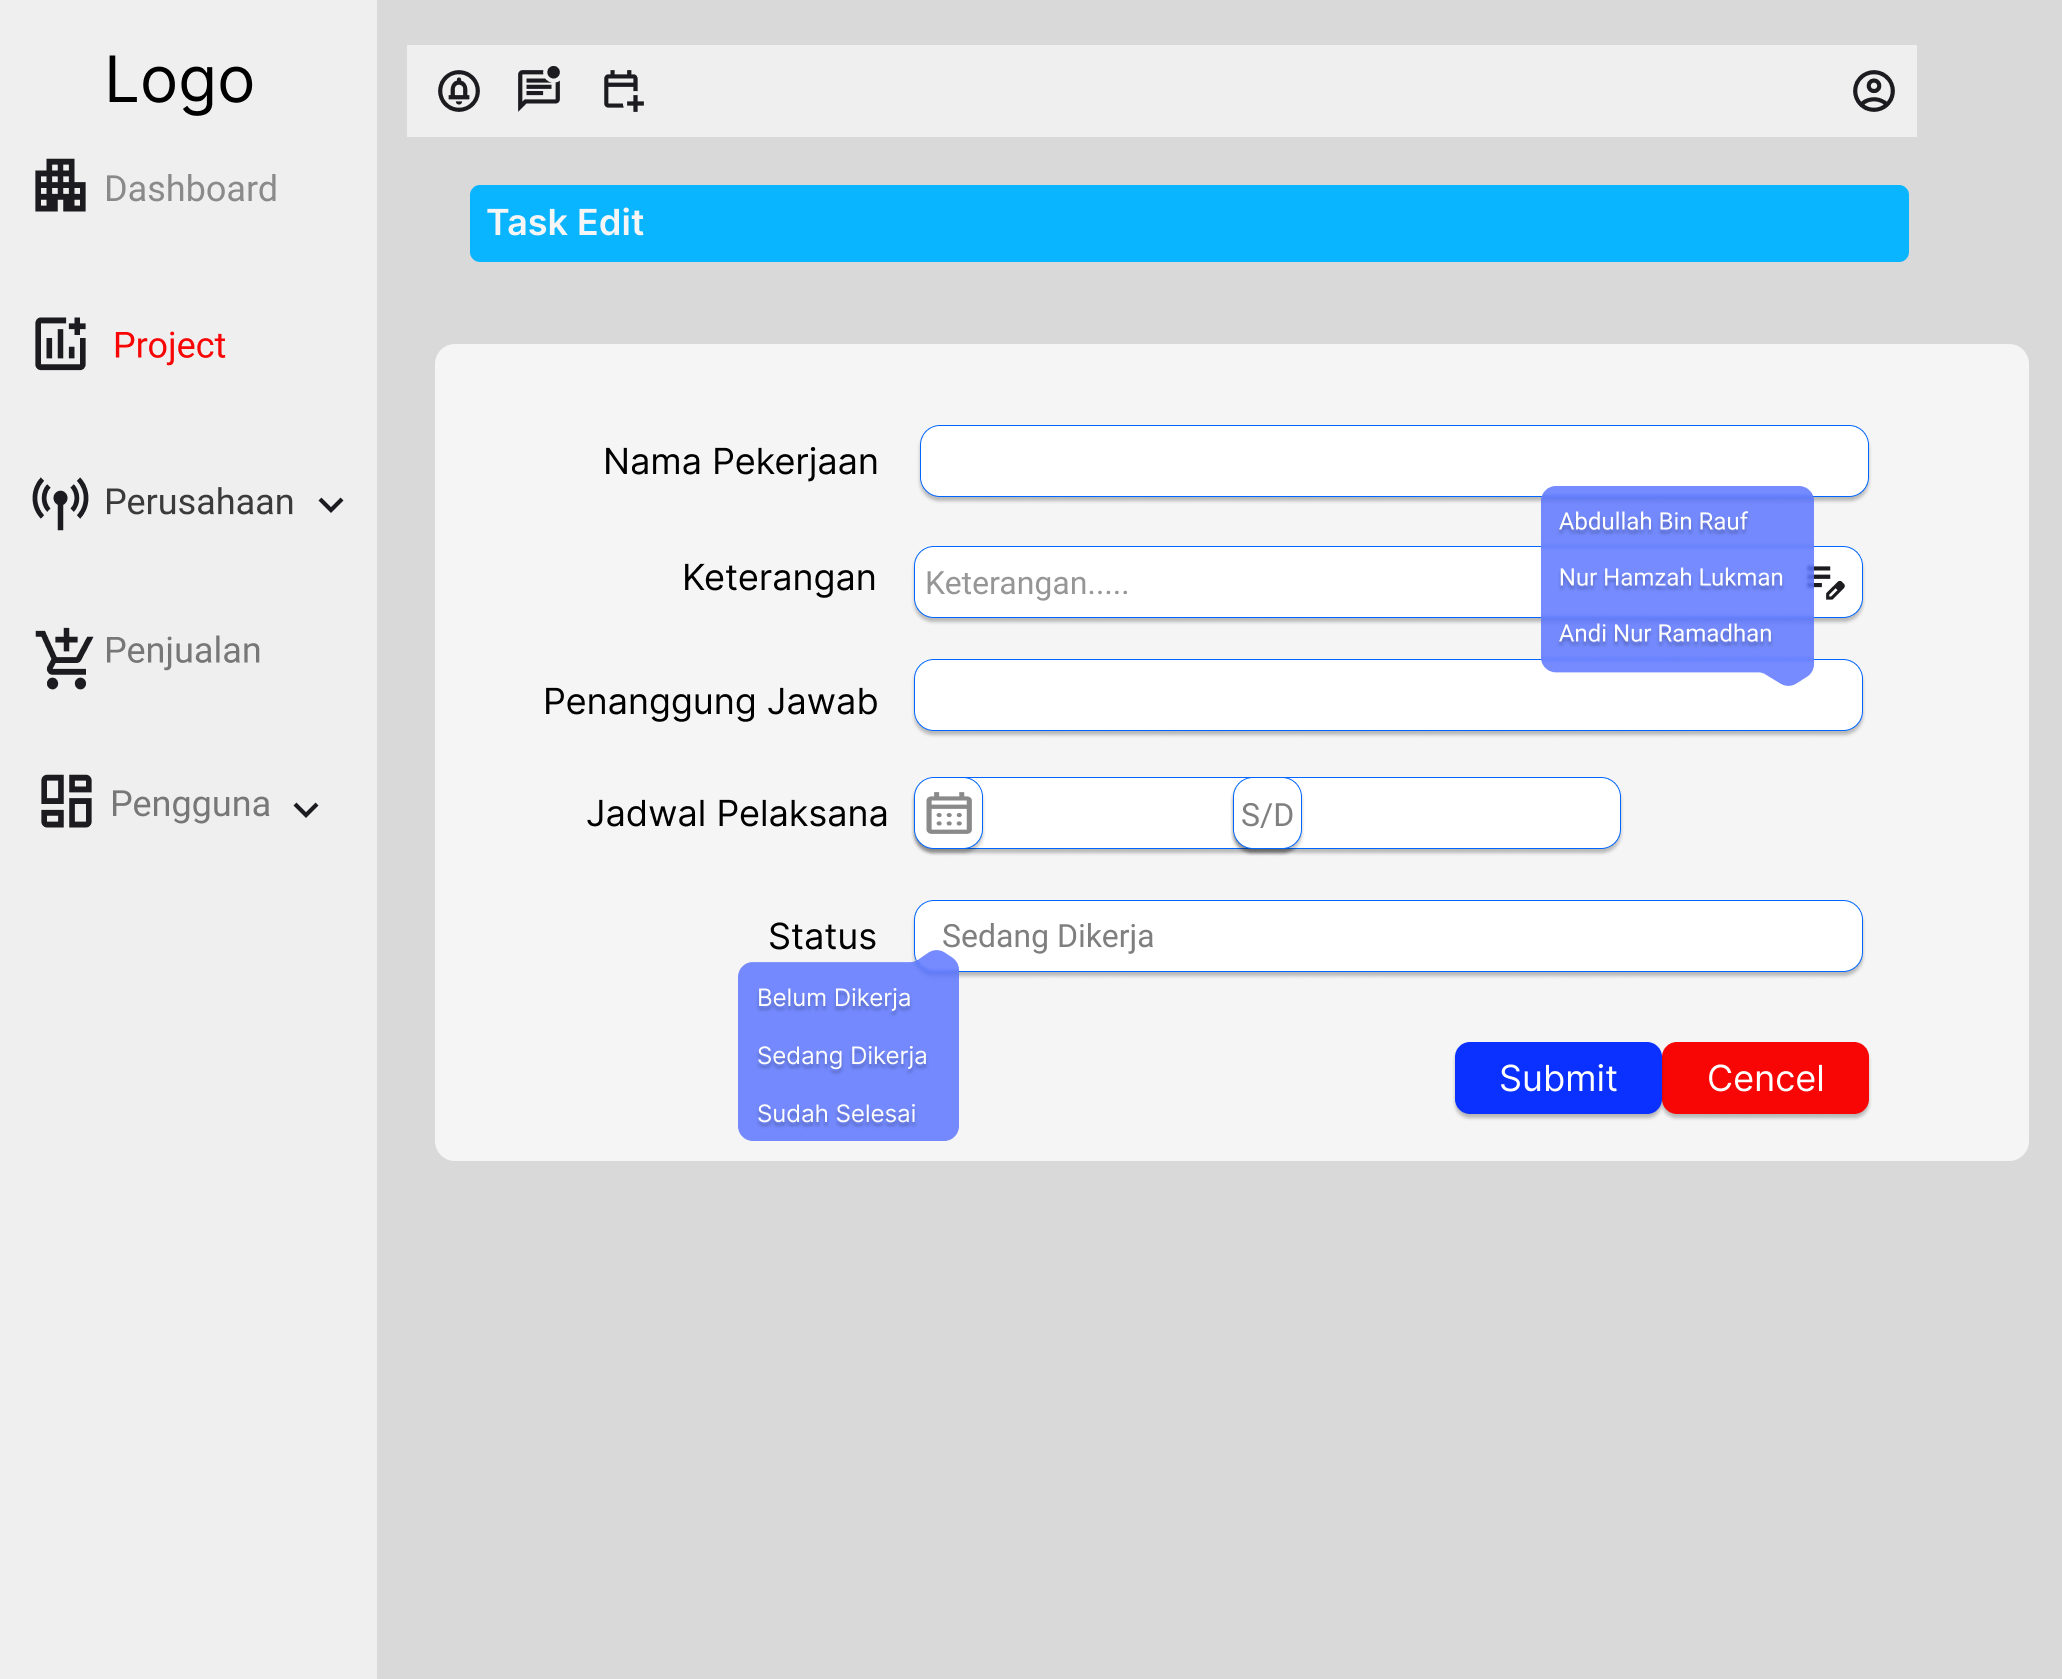 Logo
Dashboard
Project
Perusahaan
Penjualan
Pengguna
Task Edit
Nama Pekerjaan
Keterangan
Keterangan.....
Abdullah Bin Rauf
Nur Hamzah Lukman
Andi Nur Ramadhan
Penanggung Jawab
Jadwal Pelaksana
S/D
Status
Sedang Dikerja
Belum Dikerja
Sedang Dikerja
Sudah Selesai
Submit
Cencel